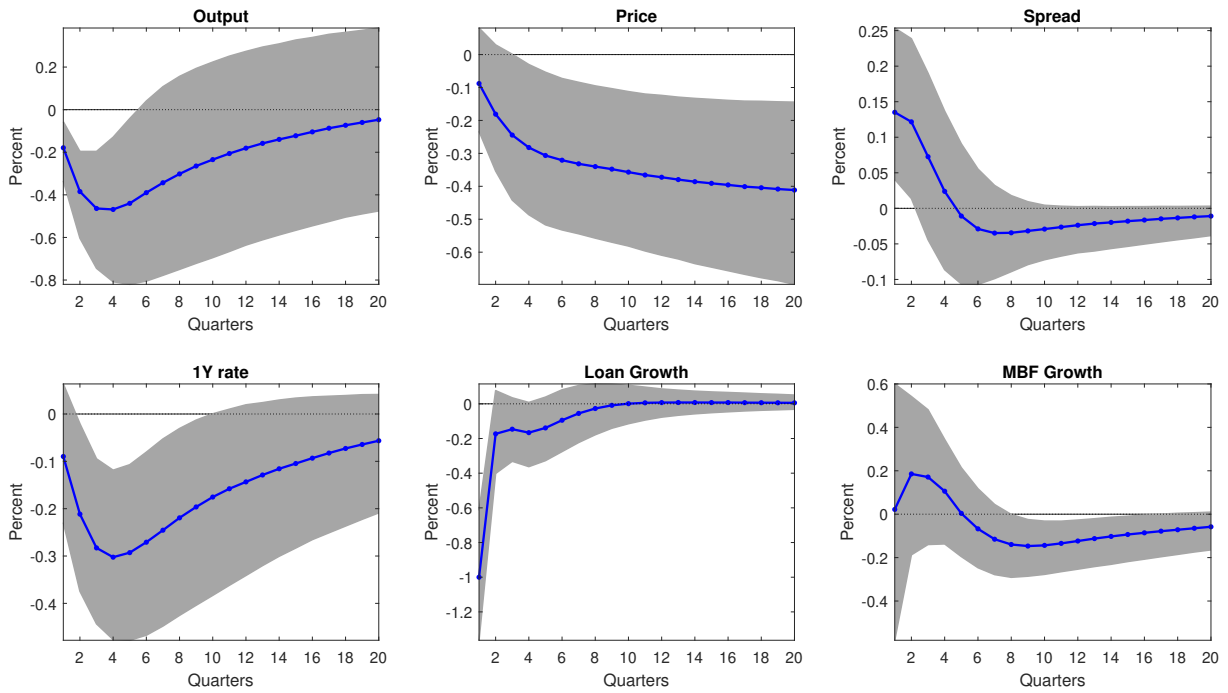 Output
Price
Spread
0.2
0
-0.2
-0.4
-0.6
-0.8
Percent
2 4 6 8 10 12 14 16 18 20
Quarters
0
-0.1
-0.2
-0.3
-0.4
-0.5
-0.6
Percent
2 4 6 8 10 12 14 16 18 20
Quarters
0.25
0.2
0.15
0.1
0.05
0
-0.05
-0.1
Percent
2 4 6 8 10 12 14 16 18 20
Quarters
1Y rate
Loan Growth
MBF Growth
0
-0.1
-0.2
-0.3
-0.4
Percent
2 4 6 8 10 12 14 16 18 20
Quarters
0
-0.2
-0.4
-0.6
-0.8
-1
-1.2
Percent
2 4 6 8 10 12 14 16 18 20
Quarters
0.6
0.4
0.2
0
-0.2
-0.4
Percent
2 4 6 8 10 12 14 16 18 20
Quarters